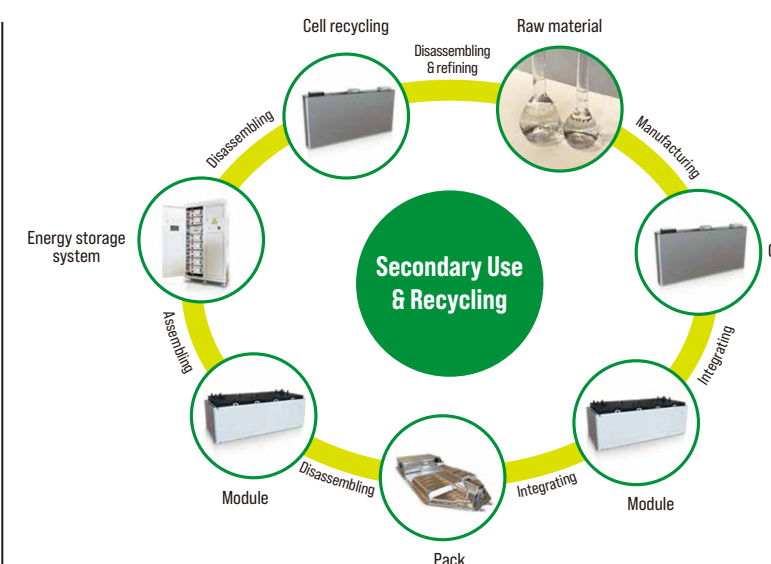 Cell recycling
Disassembling
& refining
Raw material
Manufacturing
Integrating
Module
Integrating
Pack
Disassembling
Module
Assembling
Energy storage
system
Disassembling
Secondary Use
& Recycling